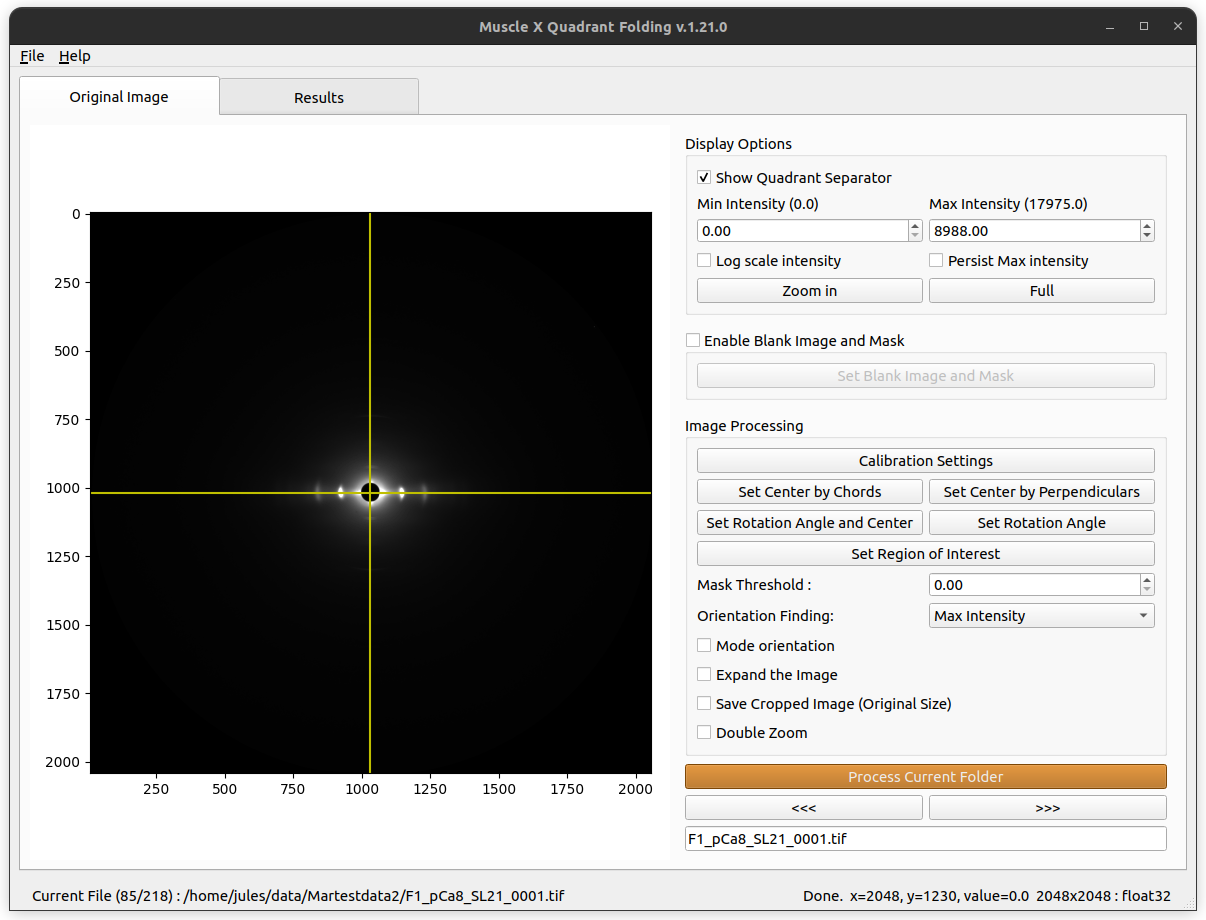 Muscle X Quadrant Folding v.1.21.0
File Help
Original Image Results
Display Options
Show Quadrant Separator
Min Intensity (0.0) Max Intensity (17975.0)
0.00 8988.00
Log scale intensity Persist Max intensity
Zoom in Full
Enable Blank Image and Mask
Set Blank Image and Mask
Image Processing
Calibration Settings
Set Center by Chords Set Center by Perpendiculars
Set Rotation Angle and Center Set Rotation Angle
Set Region of Interest
Mask Threshold : 0.00
Orientation Finding: Max Intensity
Mode orientation
Expand the Image
Save Cropped Image (Original Size)
Double Zoom
Process Current Folder
<<< >>>
F1_pCa8_SL21_0001.tif
0
250
500
750
1000
1250
1500
1750
2000
250 500 750 1000 1250 1500 1750 2000
Current File (85/218) : /home/jules/data/Martestdata2/F1_pCa8_SL21_0001.tif Done. x=2048, y=1230, value=0.0 2048x2048 : float32